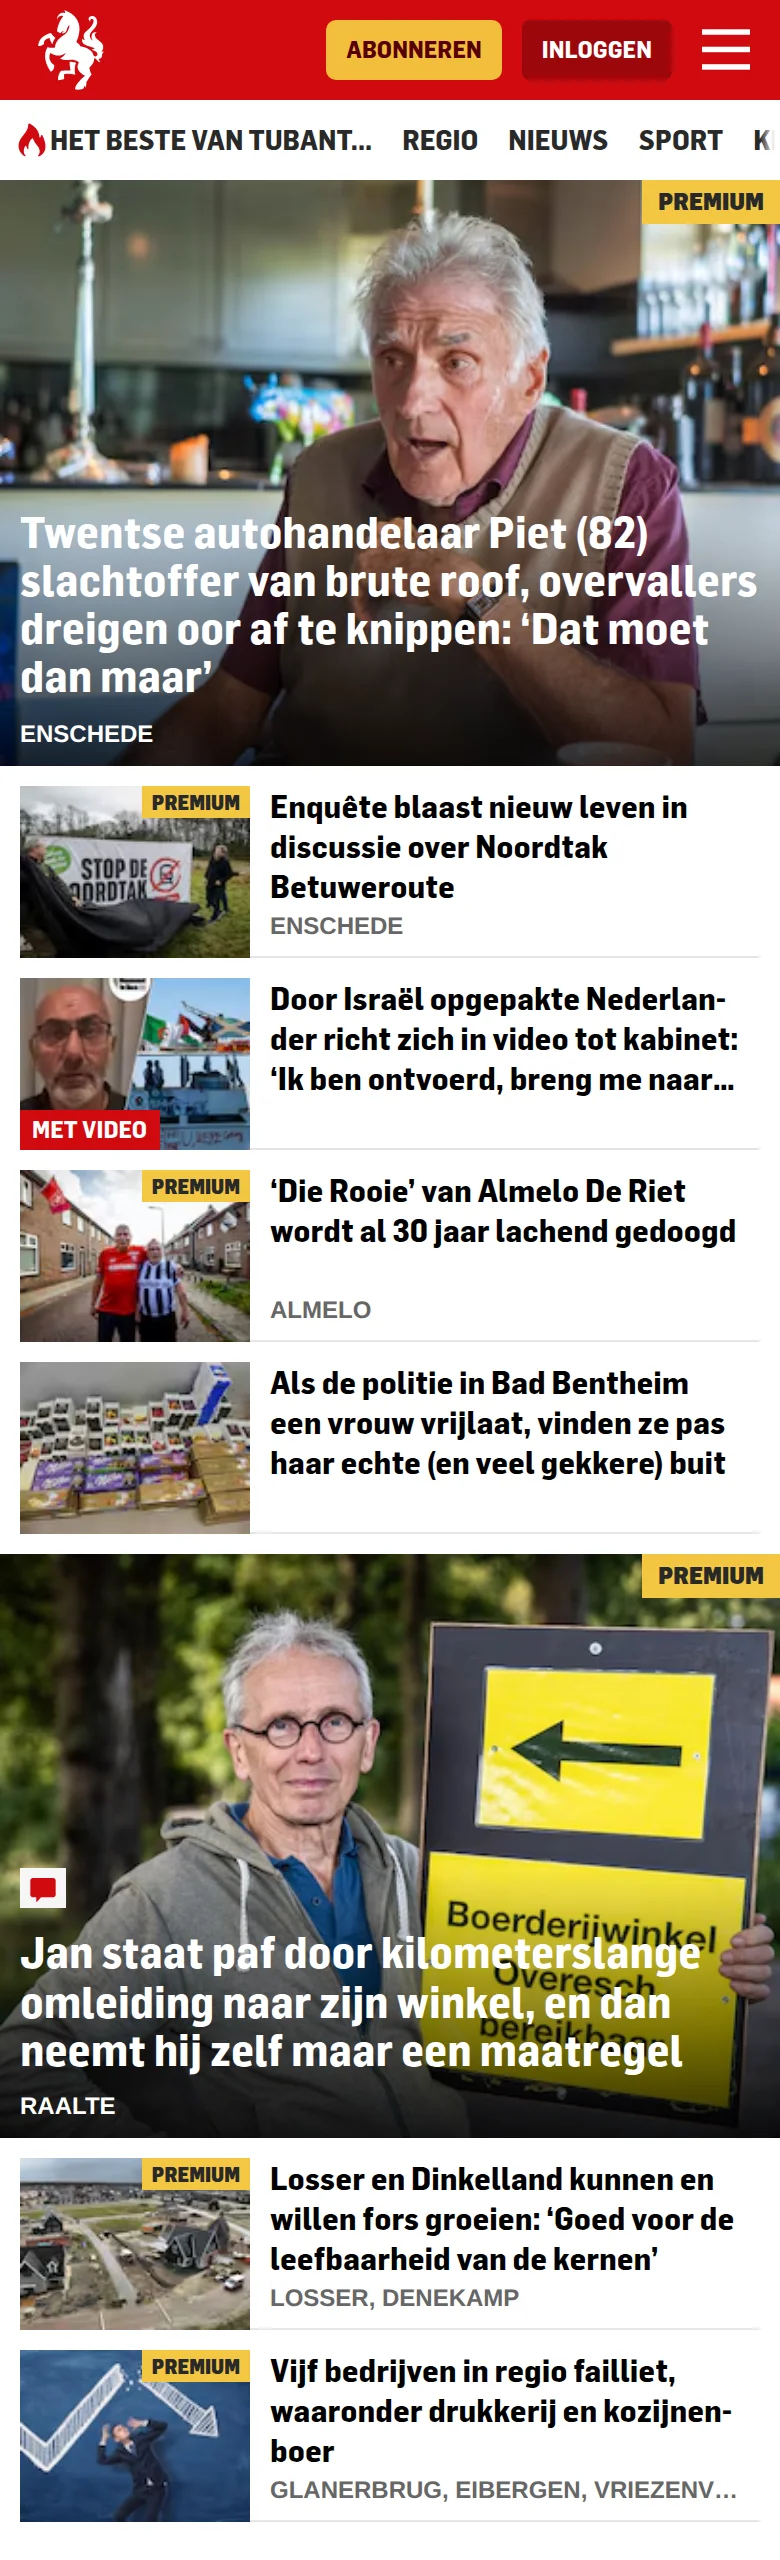 ABONNEREN
INLOGGEN
HET BESTE VAN TUBANT...
REGIO
NIEUWS
SPORT
PREMIUM
Twentse autohandelaar Piet (82)
slachtoffer van brute roof, overvallers
dreigen oor af te knippen: ‘Dat moet
dan maar’
ENSCHEDE
PREMIUM
STOP DE
OORDTAK
Enquête blaast nieuw leven in
discussie over Noordtak
Betuweroute
ENSCHEDE
MET VIDEO
Door Israël opgepakte Nederlan-
der richt zich in video tot kabinet:
‘Ik ben ontvoerd, breng me naar...
PREMIUM
‘Die Rooie’ van Almelo De Riet
wordt al 30 jaar lachend gedoogd
ALMELO
Als de politie in Bad Bentheim
een vrouw vrijlaat, vinden ze pas
haar echte (en veel gekkere) buit
PREMIUM
Boerderijwinkel
Overesch
bereikbaar
Jan staat paf door kilometerslange
omleiding naar zijn winkel, en dan
neemt hij zelf maar een maatregel
RAALTE
PREMIUM
Losser en Dinkelland kunnen en
willen fors groeien: ‘Goed voor de
leefbaarheid van de kernen’
LOSSER, DENEKAMP
PREMIUM
Vijf bedrijven in regio failliet,
waaronder drukkerij en kozijnen-
boer
GLANERBRUG, EIBERGEN, VRIEZENV...